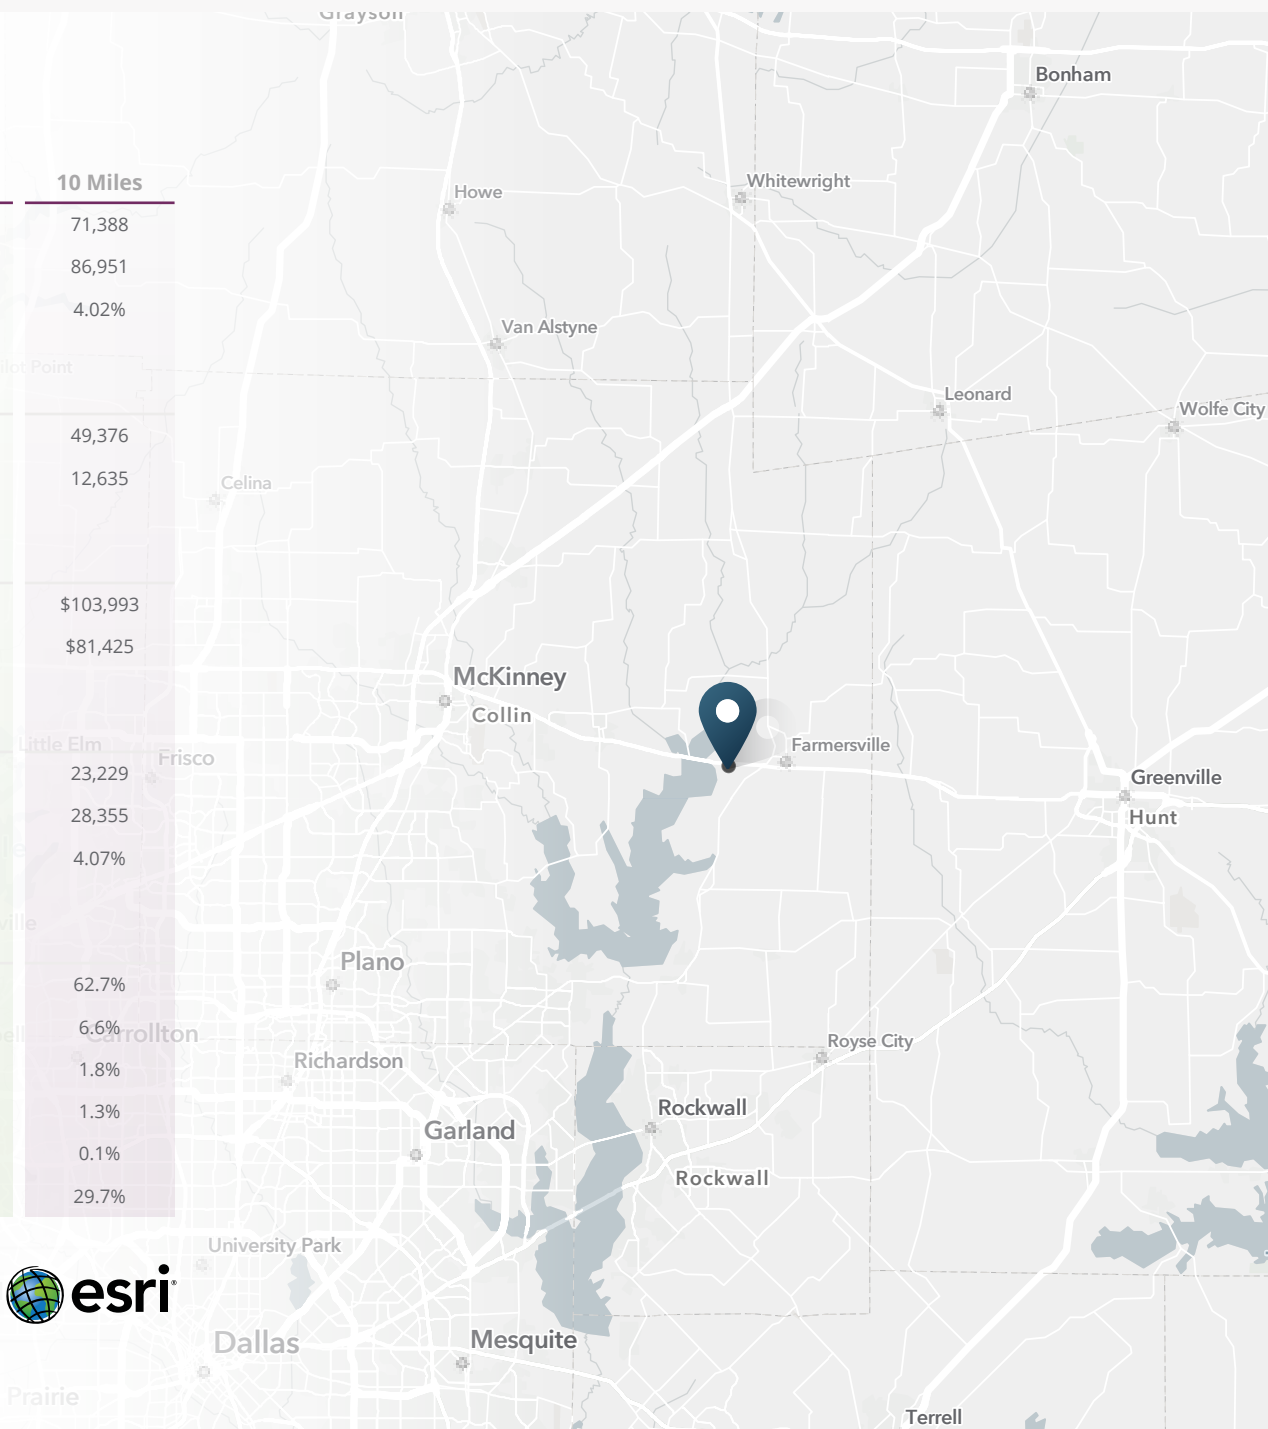 Grayson
Bonham
10 Miles
Whitewright
Howe
71,388
86,951
4.02%
Van Alstyne
Point
Leonard
Wolfe City
49,376
12,635
Celina
$103,993
$81,425
McKinney
Collin
Little Elm
Farmersville
Frisco
23,229
Greenville
28,355
Hunt
4.07%
ville
Plano
62.7%
6.6%
Carrollton
Royse City
Richardson
1.8%
Rockwall
1.3%
Garland
0.1%
Rockwall
29.7%
University Park
esri®
Dallas
Mesquite
Prairie
Terrell